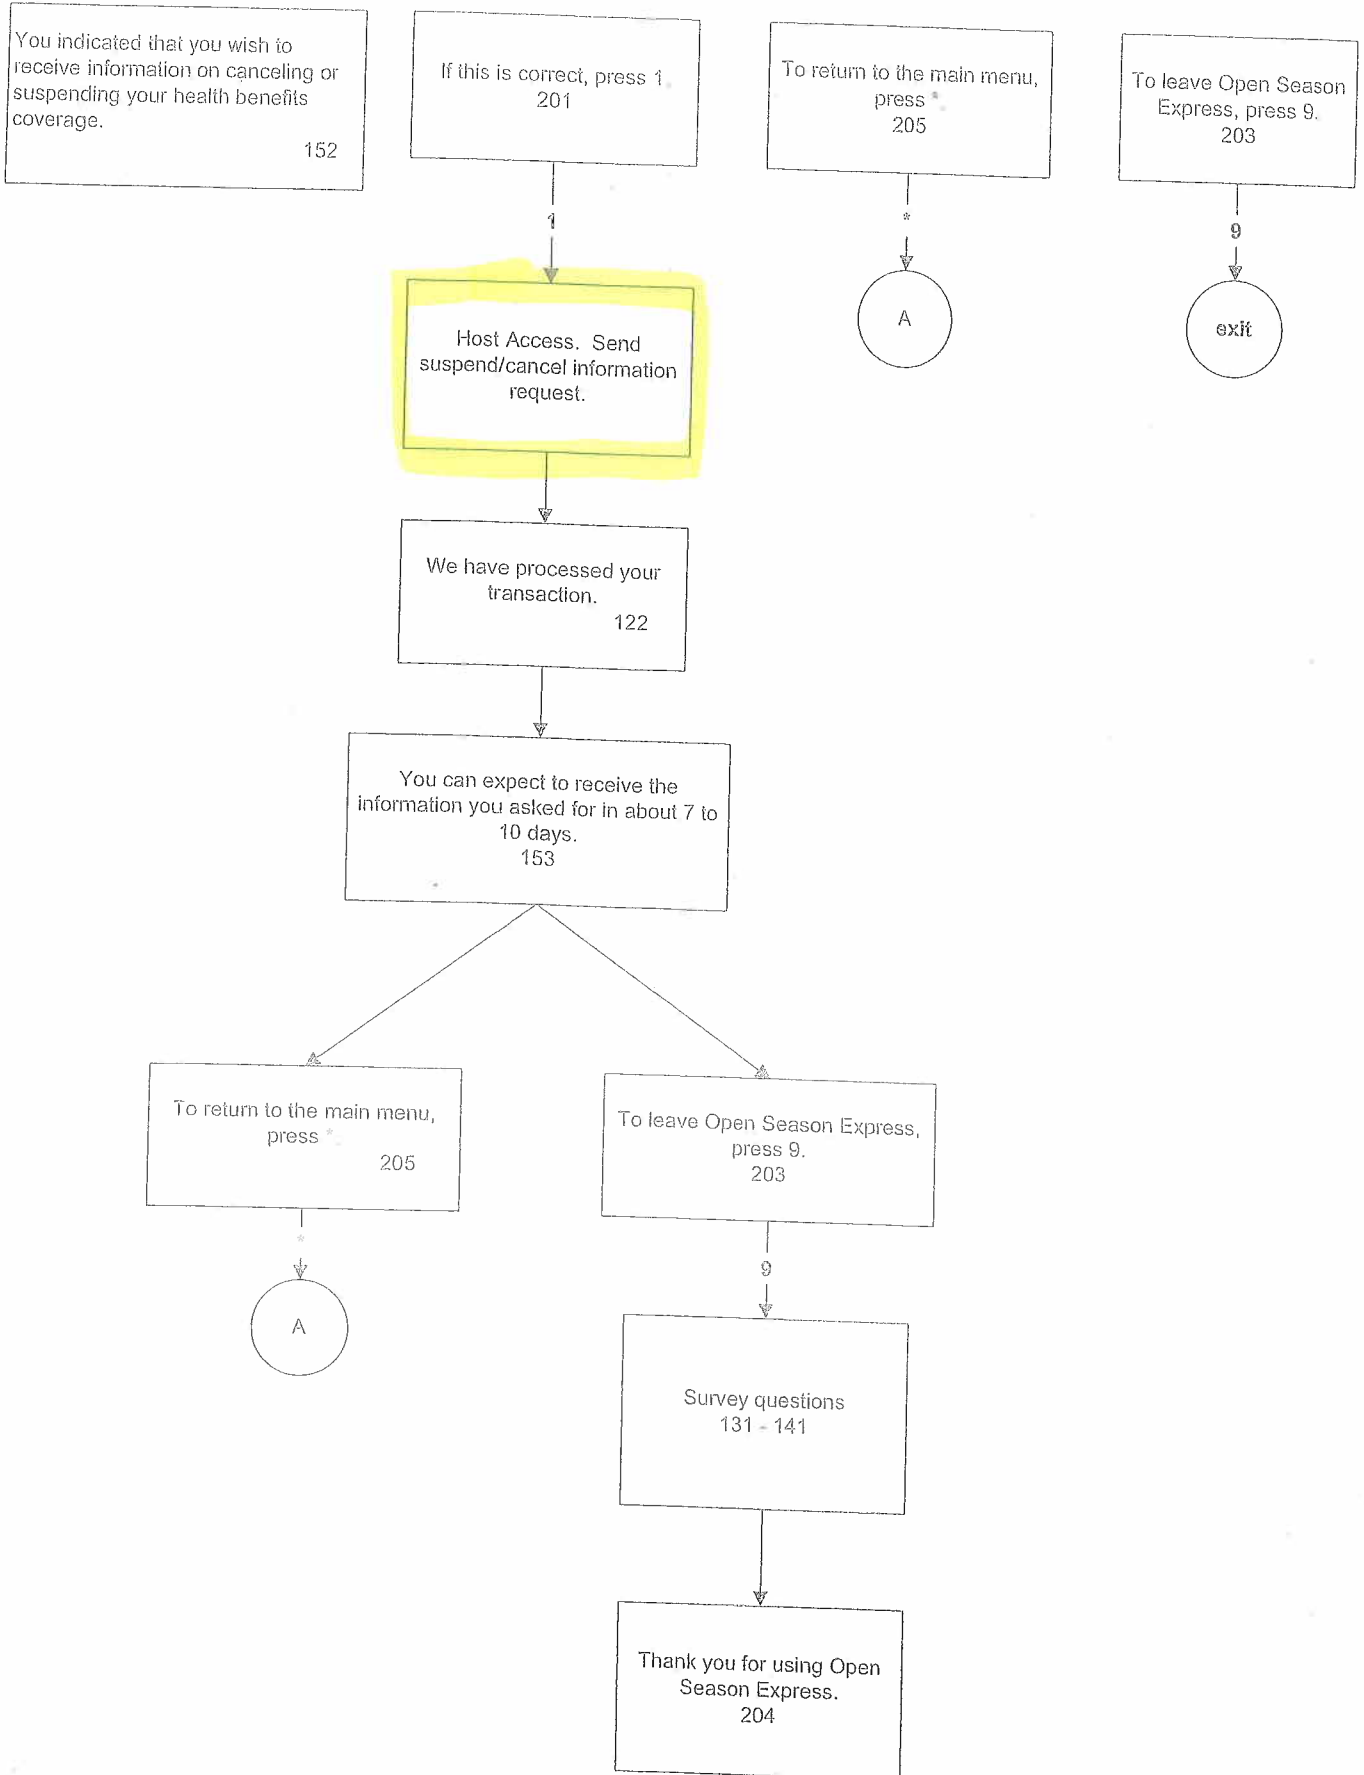 You indicated that you wish to
receive information on canceling or
suspending your health benefits
coverage.
152
If this is correct, press 1
201
To return to the main menu,
press *
205
To leave Open Season
Express, press 9.
203
1
*
9
A
exit
Host Access. Send
suspend/cancel information
request.
We have processed your
transaction.
122
You can expect to receive the
information you asked for in about 7 to
10 days.
153
To return to the main menu,
press *.
205
To leave Open Season Express,
press 9.
203
*
9
A
Survey questions
131 - 141
Thank you for using Open
Season Express.
204